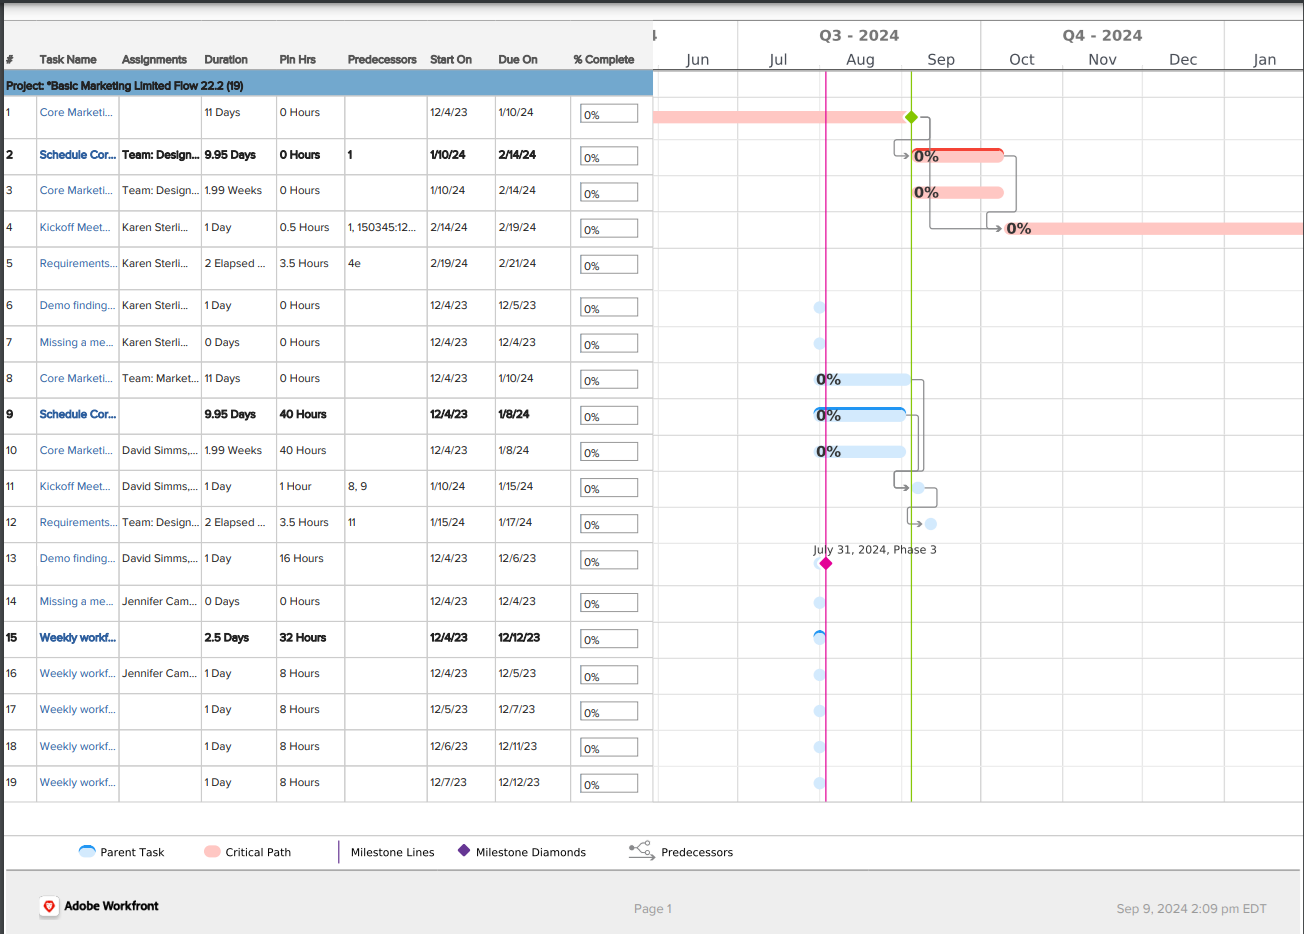 4 Q3 - 2024 Q4 - 2024
# Task Name Assignments Duration Pln Hrs Predecessors Start On Due On % Complete Jun Jul Aug Sep Oct Nov Dec Jan
Project: *Basic Marketing Limited Flow 22.2 (19)
1 Core Marketi... 11 Days 0 Hours 12/4/23 1/10/24 0%
2 Schedule Cor... Team: Design... 9.95 Days 0 Hours 1 1/10/24 2/14/24 0% 0%
3 Core Marketi... Team: Design... 1.99 Weeks 0 Hours 1/10/24 2/14/24 0% 0%
4 Kickoff Meet... Karen Sterli... 1 Day 0.5 Hours 1, 150345:12... 2/14/24 2/19/24 0% 0%
5 Requirements... Karen Sterli... 2 Elapsed ... 3.5 Hours 4e 2/19/24 2/21/24 0%
6 Demo finding... Karen Sterli... 1 Day 0 Hours 12/4/23 12/5/23 0%
7 Missing a me... Karen Sterli... 0 Days 0 Hours 12/4/23 12/4/23 0%
8 Core Marketi... Team: Market... 11 Days 0 Hours 12/4/23 1/10/24 0% 0%
9 Schedule Cor... 9.95 Days 40 Hours 12/4/23 1/8/24 0% 0%
10 Core Marketi... David Simms,... 1.99 Weeks 40 Hours 12/4/23 1/8/24 0% 0%
11 Kickoff Meet... David Simms,... 1 Day 1 Hour 8, 9 1/10/24 1/15/24 0%
12 Requirements... Team: Design... 2 Elapsed ... 3.5 Hours 11 1/15/24 1/17/24 0%
July 31, 2024, Phase 3
13 Demo finding... David Simms,... 1 Day 16 Hours 12/4/23 12/6/23 0%
14 Missing a me... Jennifer Cam... 0 Days 0 Hours 12/4/23 12/4/23 0%
15 Weekly workf... 2.5 Days 32 Hours 12/4/23 12/12/23 0%
16 Weekly workf... Jennifer Cam... 1 Day 8 Hours 12/4/23 12/5/23 0%
17 Weekly workf... 1 Day 8 Hours 12/5/23 12/7/23 0%
18 Weekly workf... 1 Day 8 Hours 12/6/23 12/11/23 0%
19 Weekly workf... 1 Day 8 Hours 12/7/23 12/12/23 0%
Parent Task Critical Path Milestone Lines Milestone Diamonds Predecessors
Adobe Workfront Page 1 Sep 9, 2024 2:09 pm EDT